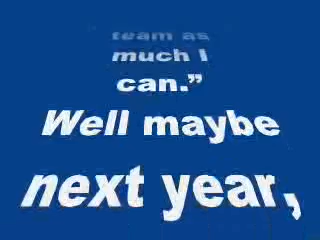 team as
much I
can.”
Well maybe
next year,